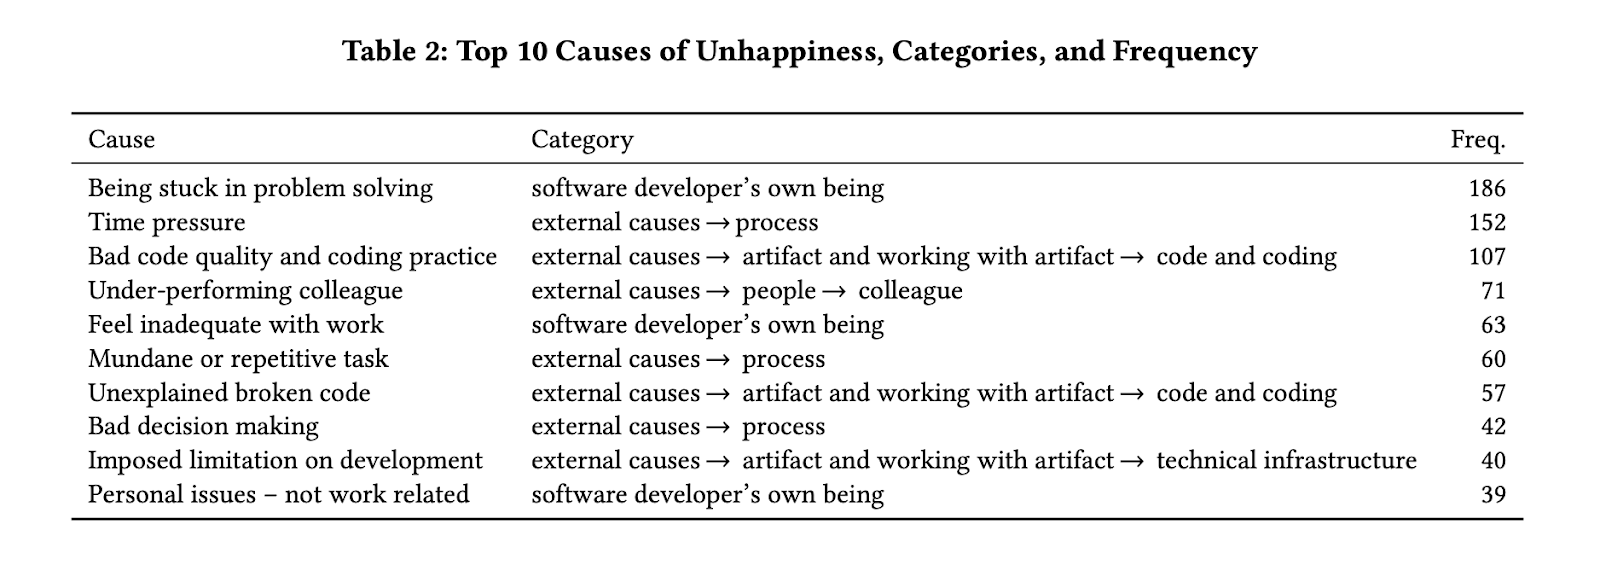 Table 2: Top 10 Causes of Unhappiness, Categories, and Frequency
Cause Category Freq.
Being stuck in problem solving software developer’s own being 186
Time pressure external causes→process 152
Bad code quality and coding practice external causes→ artifact and working with artifact→ code and coding 107
Under-performing colleague external causes→ people→ colleague 71
Feel inadequate with work software developer’s own being 63
Mundane or repetitive task external causes→ process 60
Unexplained broken code external causes→ artifact and working with artifact→ code and coding 57
Bad decision making external causes→ process 42
Imposed limitation on development external causes→ artifact and working with artifact→ technical infrastructure 40
Personal issues – not work related software developer’s own being 39